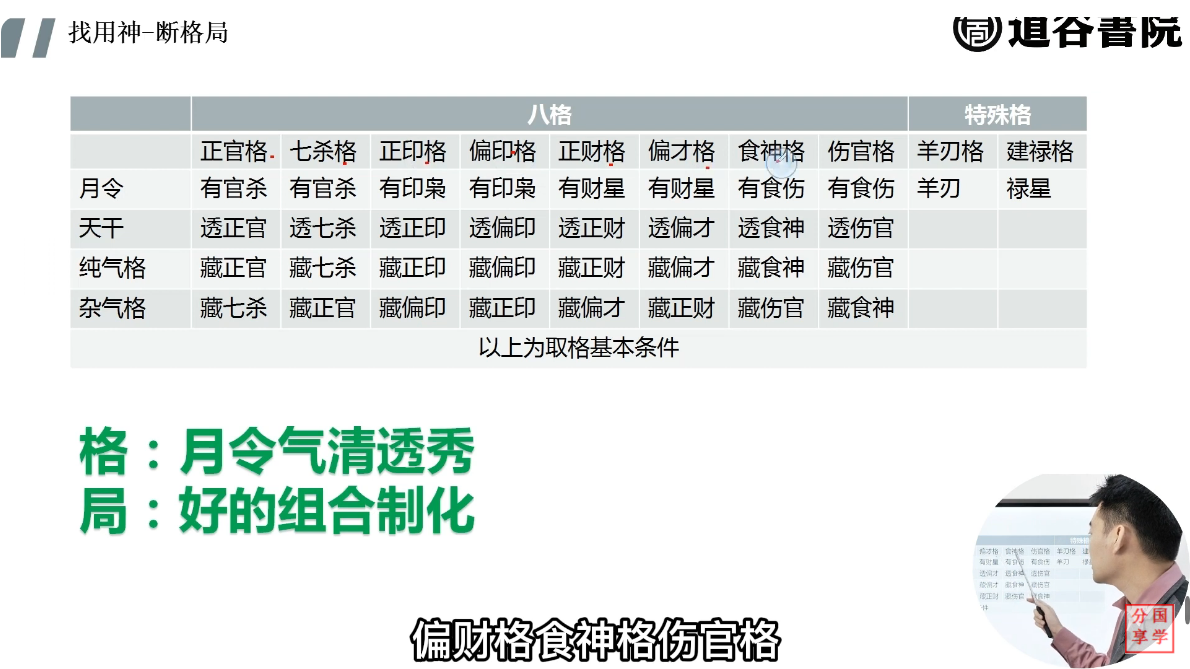 找用神-断格局
追谷書院
八格 特殊格
正官格 七杀格 正印格 偏印格 正财格 偏才格 食神格 伤官格 羊刃格 建禄格
月令 有官杀 有官杀 有印枭 有印枭 有财星 有财星 有食伤 有食伤 羊刃 禄星
天干 透正官 透七杀 透正印 透偏印 透正财 透偏才 透食神 透伤官
纯气格 藏正官 藏七杀 藏正印 藏偏印 藏正财 藏偏才 藏食神 藏伤官
杂气格 藏七杀 藏正官 藏偏印 藏正印 藏偏才 藏正财 藏伤官 藏食神
以上为取格基本条件
格：月令气清透秀
局：好的组合制化
分国
享学
偏财格食神格伤官格